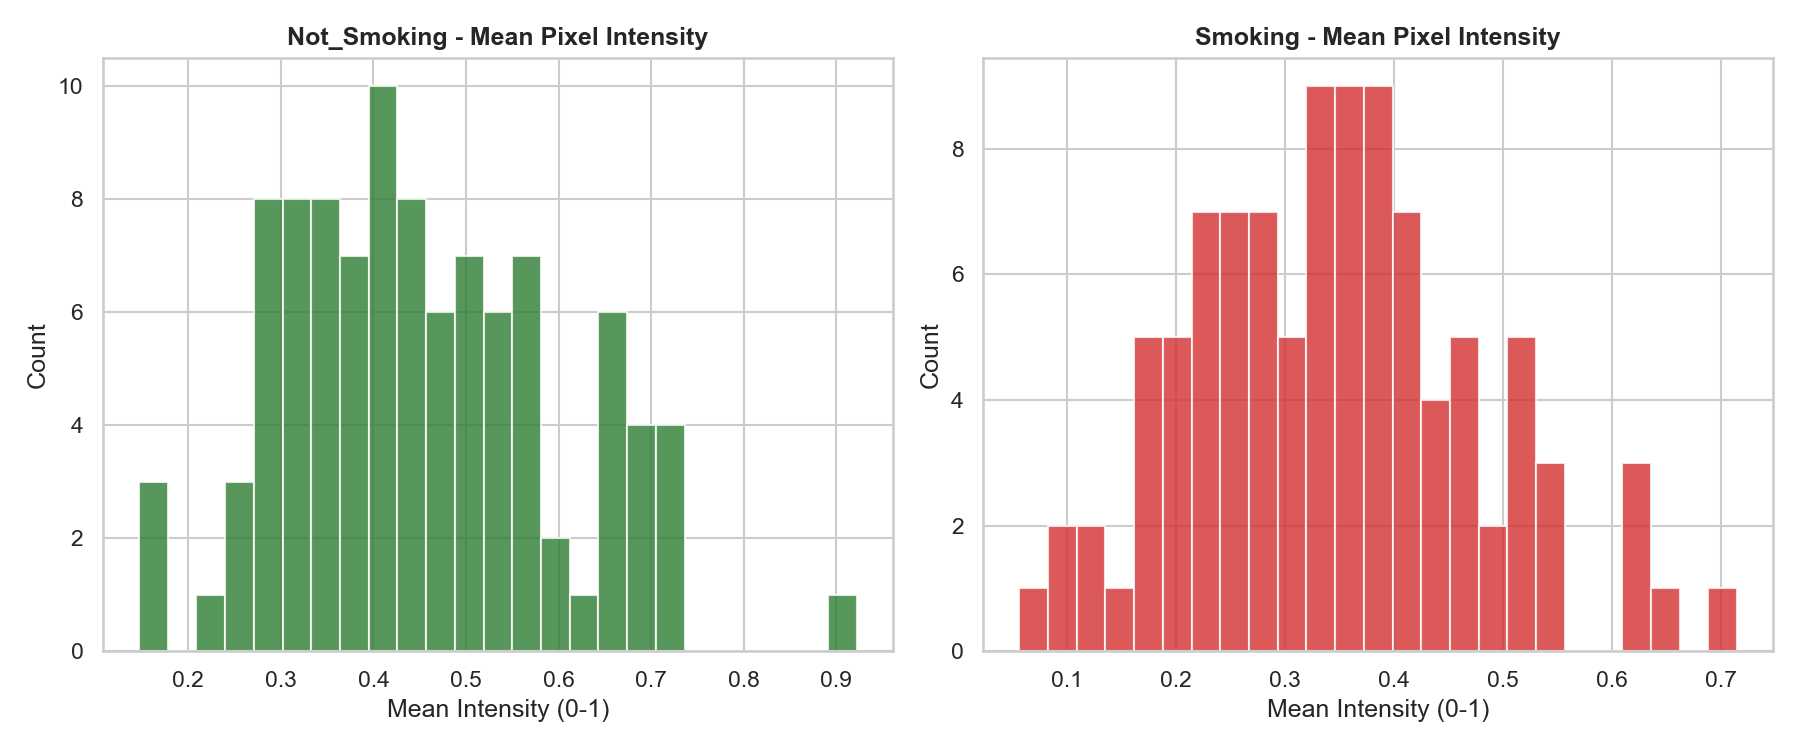 Not_Smoking - Mean Pixel Intensity
Count
10
8
6
4
2
0
0.2 0.3 0.4 0.5 0.6 0.7 0.8 0.9
Mean Intensity (0-1)
Smoking - Mean Pixel Intensity
Count
8
6
4
2
0
0.1 0.2 0.3 0.4 0.5 0.6 0.7
Mean Intensity (0-1)